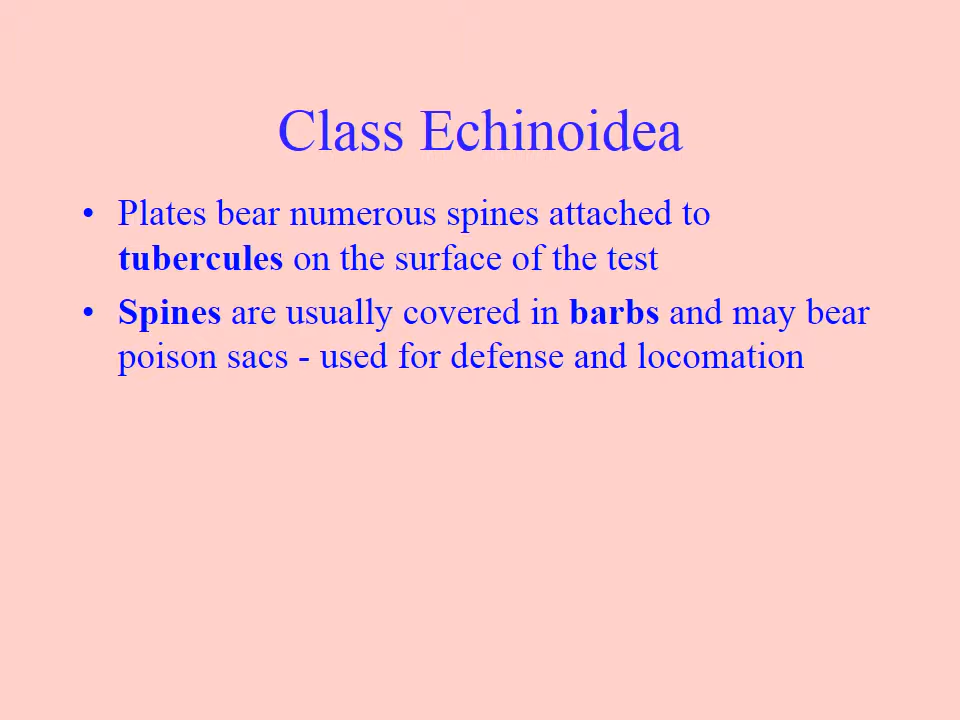 Class Echinoidea
• Plates bear numerous spines attached to
tubercules on the surface of the test
• Spines are usually covered in barbs and may bear
poison sacs - used for defense and locomation